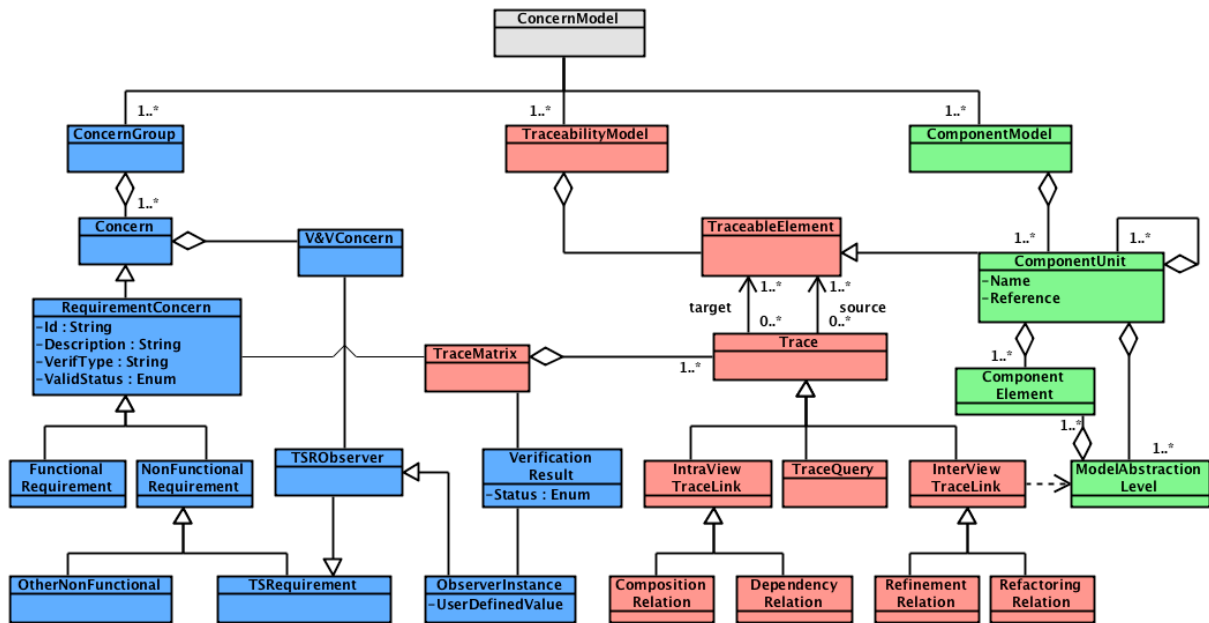 ConcernModel
1..*
1..*
1..*
ConcernGroup
TraceabilityModel
ComponentModel
1..*
Concern
V&VConcern
TraceableElement
1..*
1..*
ComponentUnit
-Name
-Reference
1..*
1..*
target
source
0..*
0..*
RequirementConcern
-Id : String
-Description : String
-VerifType : String
-ValidStatus : Enum
TraceMatrix
1..*
Trace
1..*
Component
Element
1..*
1..*
Functional
Requirement
NonFunctional
Requirement
TSRObserver
Verification
Result
-Status : Enum
IntraView
TraceLink
TraceQuery
InterView
TraceLink
ModelAbstraction
Level
OtherNonFunctional
TSRequirement
ObserverInstance
-UserDefinedValue
Composition
Relation
Dependency
Relation
Refinement
Relation
Refactoring
Relation